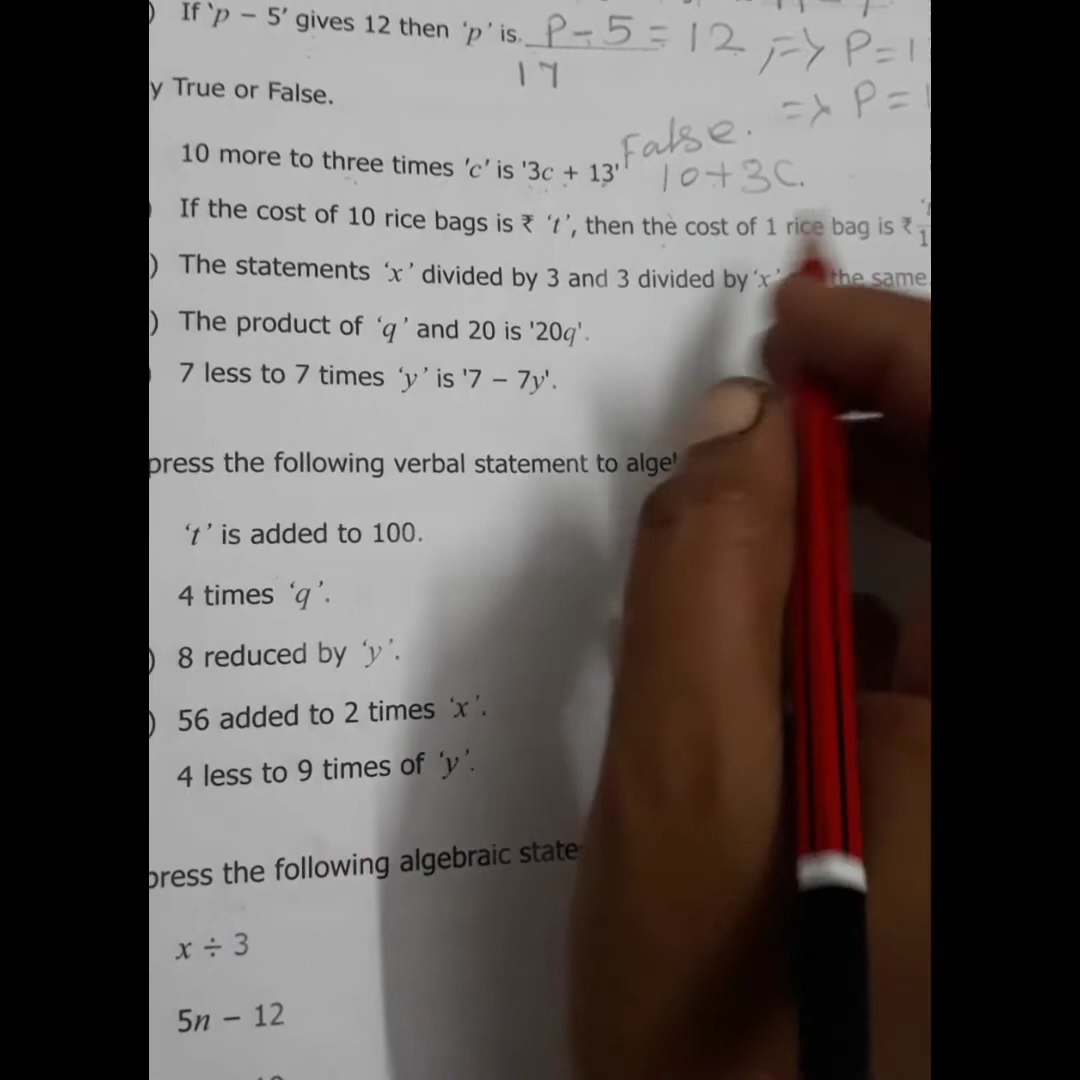 ) If ‘p − 5’ gives 12 then ‘p’ is. P − 5 = 12, => P = 1
17
y True or False.
=> P =
False.
10 more to three times ‘c’ is '3c + 13' 10+3C.
If the cost of 10 rice bags is ₹ ‘t’, then the cost of 1 rice bag is ₹
) The statements ‘x’ divided by 3 and 3 divided by ‘x’ the same
) The product of ‘q’ and 20 is '20q'.
7 less to 7 times ‘y’ is '7 − 7y'.
press the following verbal statement to alge
‘t’ is added to 100.
4 times ‘q’.
) 8 reduced by ‘y’.
) 56 added to 2 times ‘x’.
4 less to 9 times of ‘y’.
press the following algebraic state
x ÷ 3
5n − 12